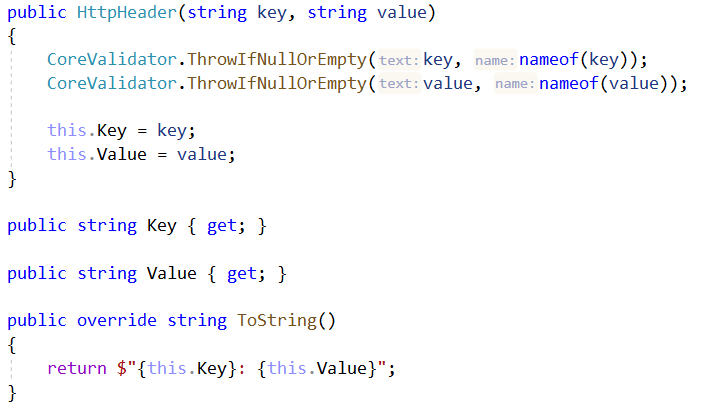 public HttpHeader(string key, string value)
{
    CoreValidator.ThrowIfNullOrEmpty(text: key, name: nameof(key));
    CoreValidator.ThrowIfNullOrEmpty(text: value, name: nameof(value));

    this.Key = key;
    this.Value = value;
}

public string Key { get; }

public string Value { get; }

public override string ToString()
{
    return $"{this.Key}: {this.Value}";
}